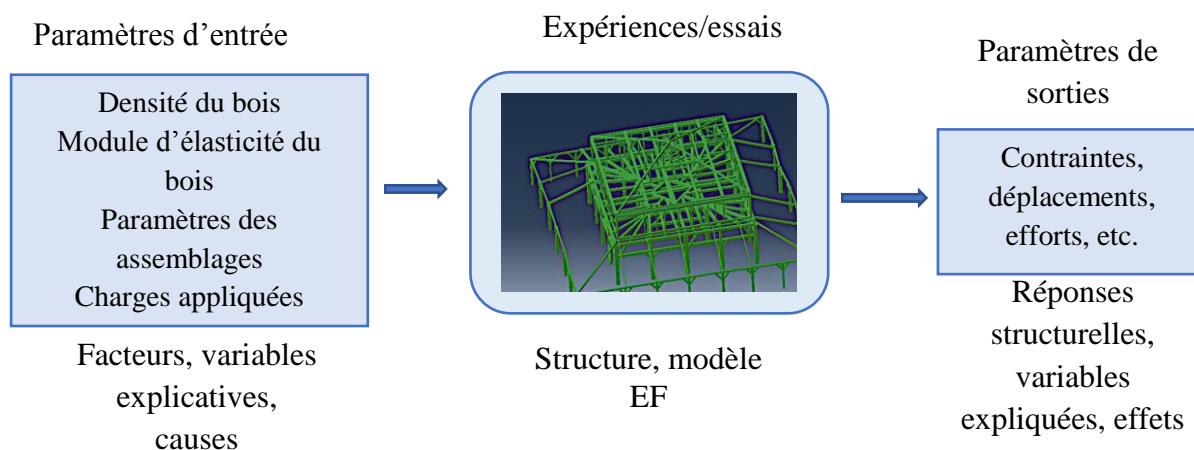 Paramètres d'entrée
Densité du bois
Module d'élasticité du
bois
Paramètres des
assemblages
Charges appliquées
Facteurs, variables
explicatives,
causes
Expériences/essais
Structure, modèle
EF
Paramètres de
sorties
Contraintes,
déplacements,
efforts, etc.
Réponses
structurelles,
variables
expliquées, effets